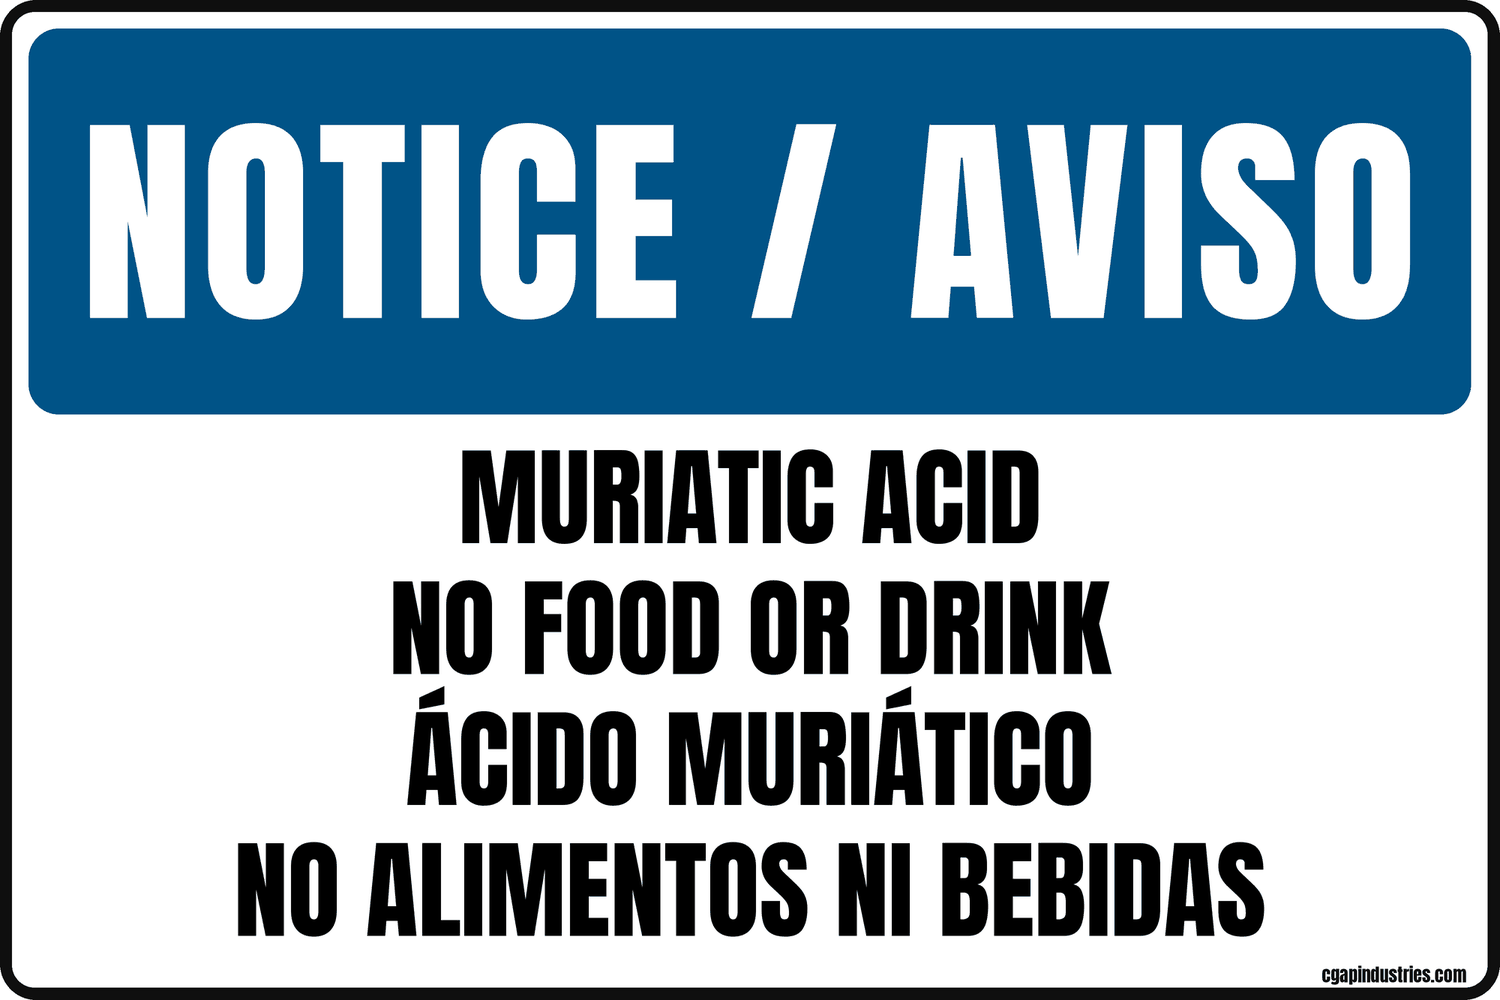 NOTICE / AVISO
MURIATIC ACID
NO FOOD OR DRINK
ÁCIDO MURIÁTICO
NO ALIMENTOS NI BEBIDAS
cgapindustries.com